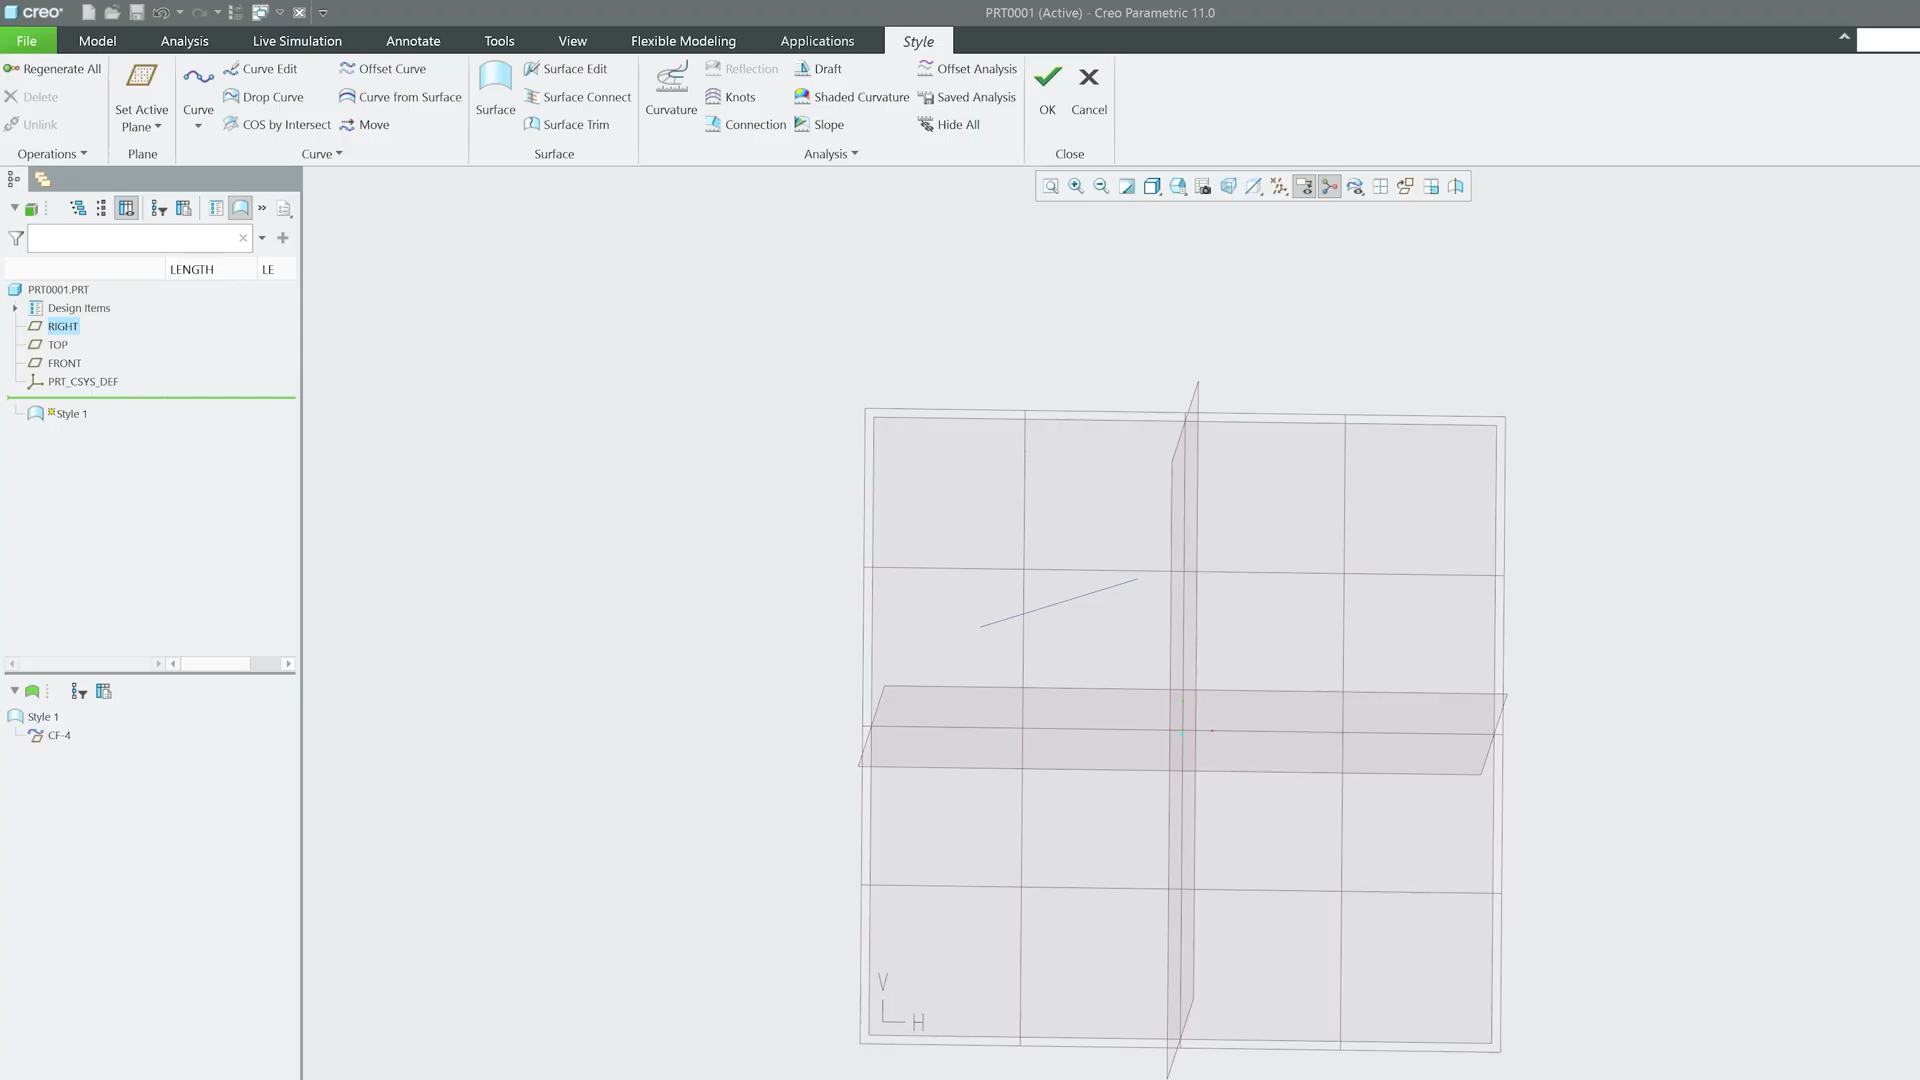 creo
PRT0001 (Active) - Creo Parametric 11.0
File Model Analysis Live Simulation Annotate Tools View Flexible Modeling Applications Style
Regenerate All
Delete
Unlink
Operations
Set Active
Plane
Plane
Curve
Curve Edit
Drop Curve
COS by Intersect
Offset Curve
Curve from Surface
Move
Curve
Surface
Surface Edit
Surface Connect
Surface Trim
Surface
Curvature
Reflection
Knots
Connection
Draft
Shaded Curvature
Slope
Offset Analysis
Saved Analysis
Hide All
Analysis
OK
Cancel
Close
LENGTH LE
PRT0001.PRT
Design Items
RIGHT
TOP
FRONT
PRT_CSYS_DEF
Style 1
Style 1
CF-4
V
H